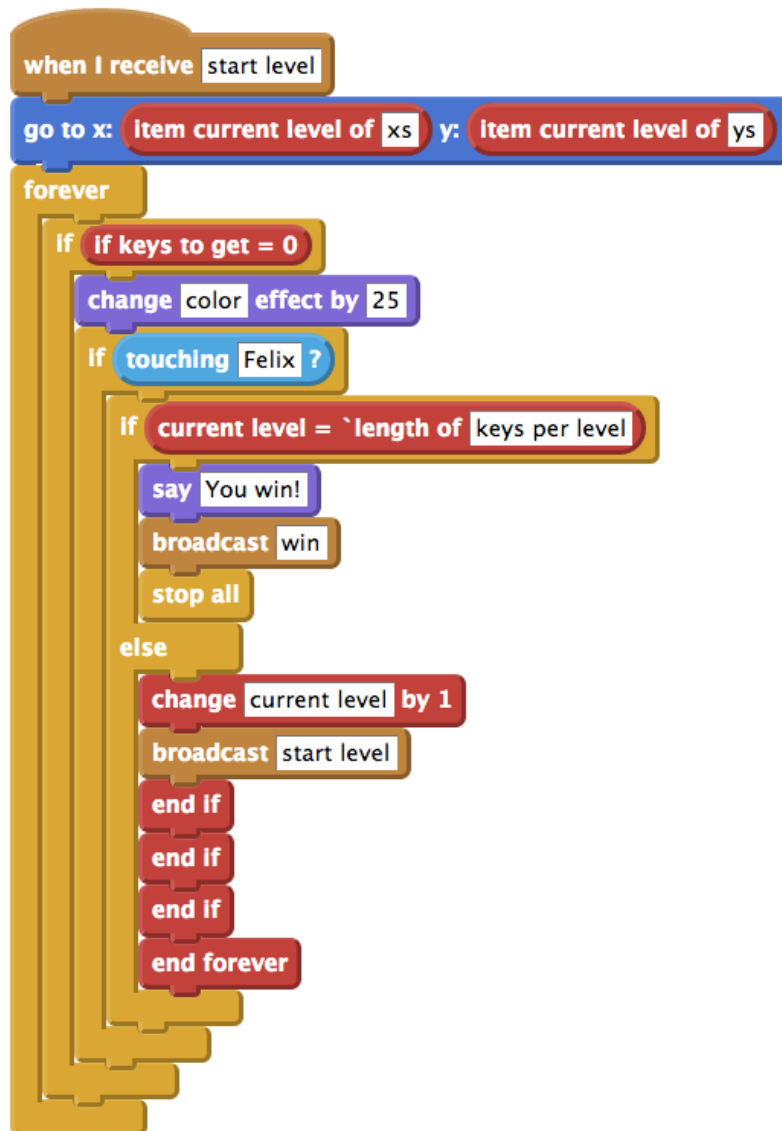 when I receive start level
go to x: item current level of xs y: item current level of ys
forever
if if keys to get = 0
change color effect by 25
if touching Felix ?
if current level = `length of keys per level
say You win!
broadcast win
stop all
else
change current level by 1
broadcast start level
end if
end if
end if
end forever